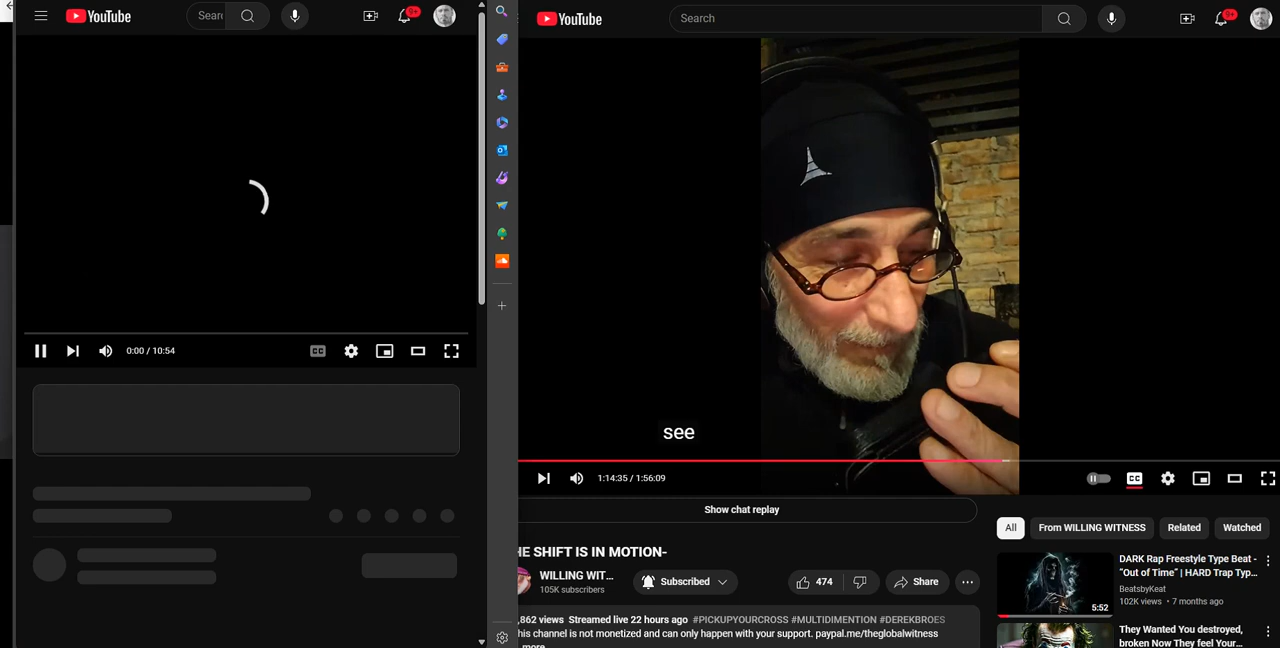 YouTube
Sear
9+
0:00 / 10:54
CC
YouTube
Search
9+
see
1:14:35 / 1:56:09
CC
Show chat replay
HE SHIFT IS IN MOTION-
WILLING WIT...
105K subscribers
Subscribed
474
Share
,862 views Streamed live 22 hours ago #PICKUPYOURCROSS #MULTIDIMENTION #DEREKBROES
his channel is not monetized and can only happen with your support. paypal.me/theglobalwitness
more
All
From WILLING WITNESS
Related
Watched
5:52
DARK Rap Freestyle Type Beat -
"Out of Time" | HARD Trap Typ...
BeatsbyKeat
102K views • 7 months ago
They Wanted You destroyed,
broken Now They feel Your...